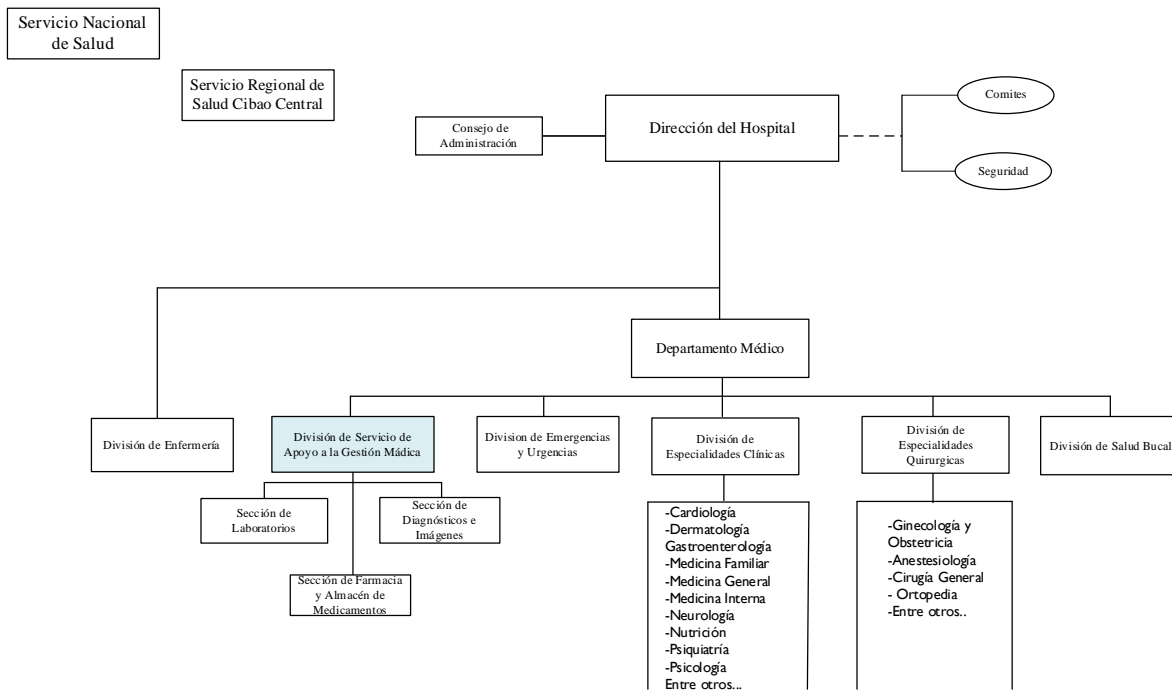 Servicio Nacional
de Salud
Servicio Regional de
Salud Cibao Central
Consejo de
Administración
Dirección del Hospital
Comites
Seguridad
Departamento Médico
División de Enfermería
División de Servicio de
Apoyo a la Gestión Mádica
Division de Emergencias
y Urgencias
División de
Especialidades Clínicas
División de
Especialidades
Quirurgicas
División de Salud Bucal
Sección de
Laboratorios
Sección de
Diagnósticos e
Imágenes
Sección de Farmacia
y Almacén de
Medicamentos
-Cardiología
-Dermatología
Gastroenterología
-Medicina Familiar
-Medicina General
-Medicina Interna
-Neurología
-Nutrición
-Psiquiatría
-Psicología
Entre otros...
-Ginecología y
Obstetricia
-Anestesiología
-Cirugía General
- Ortopedia
-Entre otros..